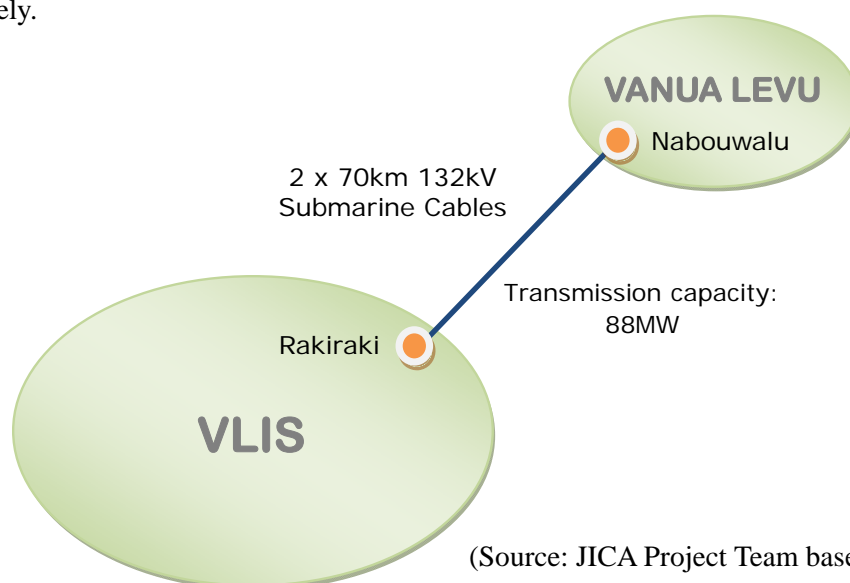 ely.
VANUA LEVU
Nabouwalu
2 x 70km 132kV
Submarine Cables
Transmission capacity:
88MW
Rakiraki
VLIS
(Source: JICA Project Team base